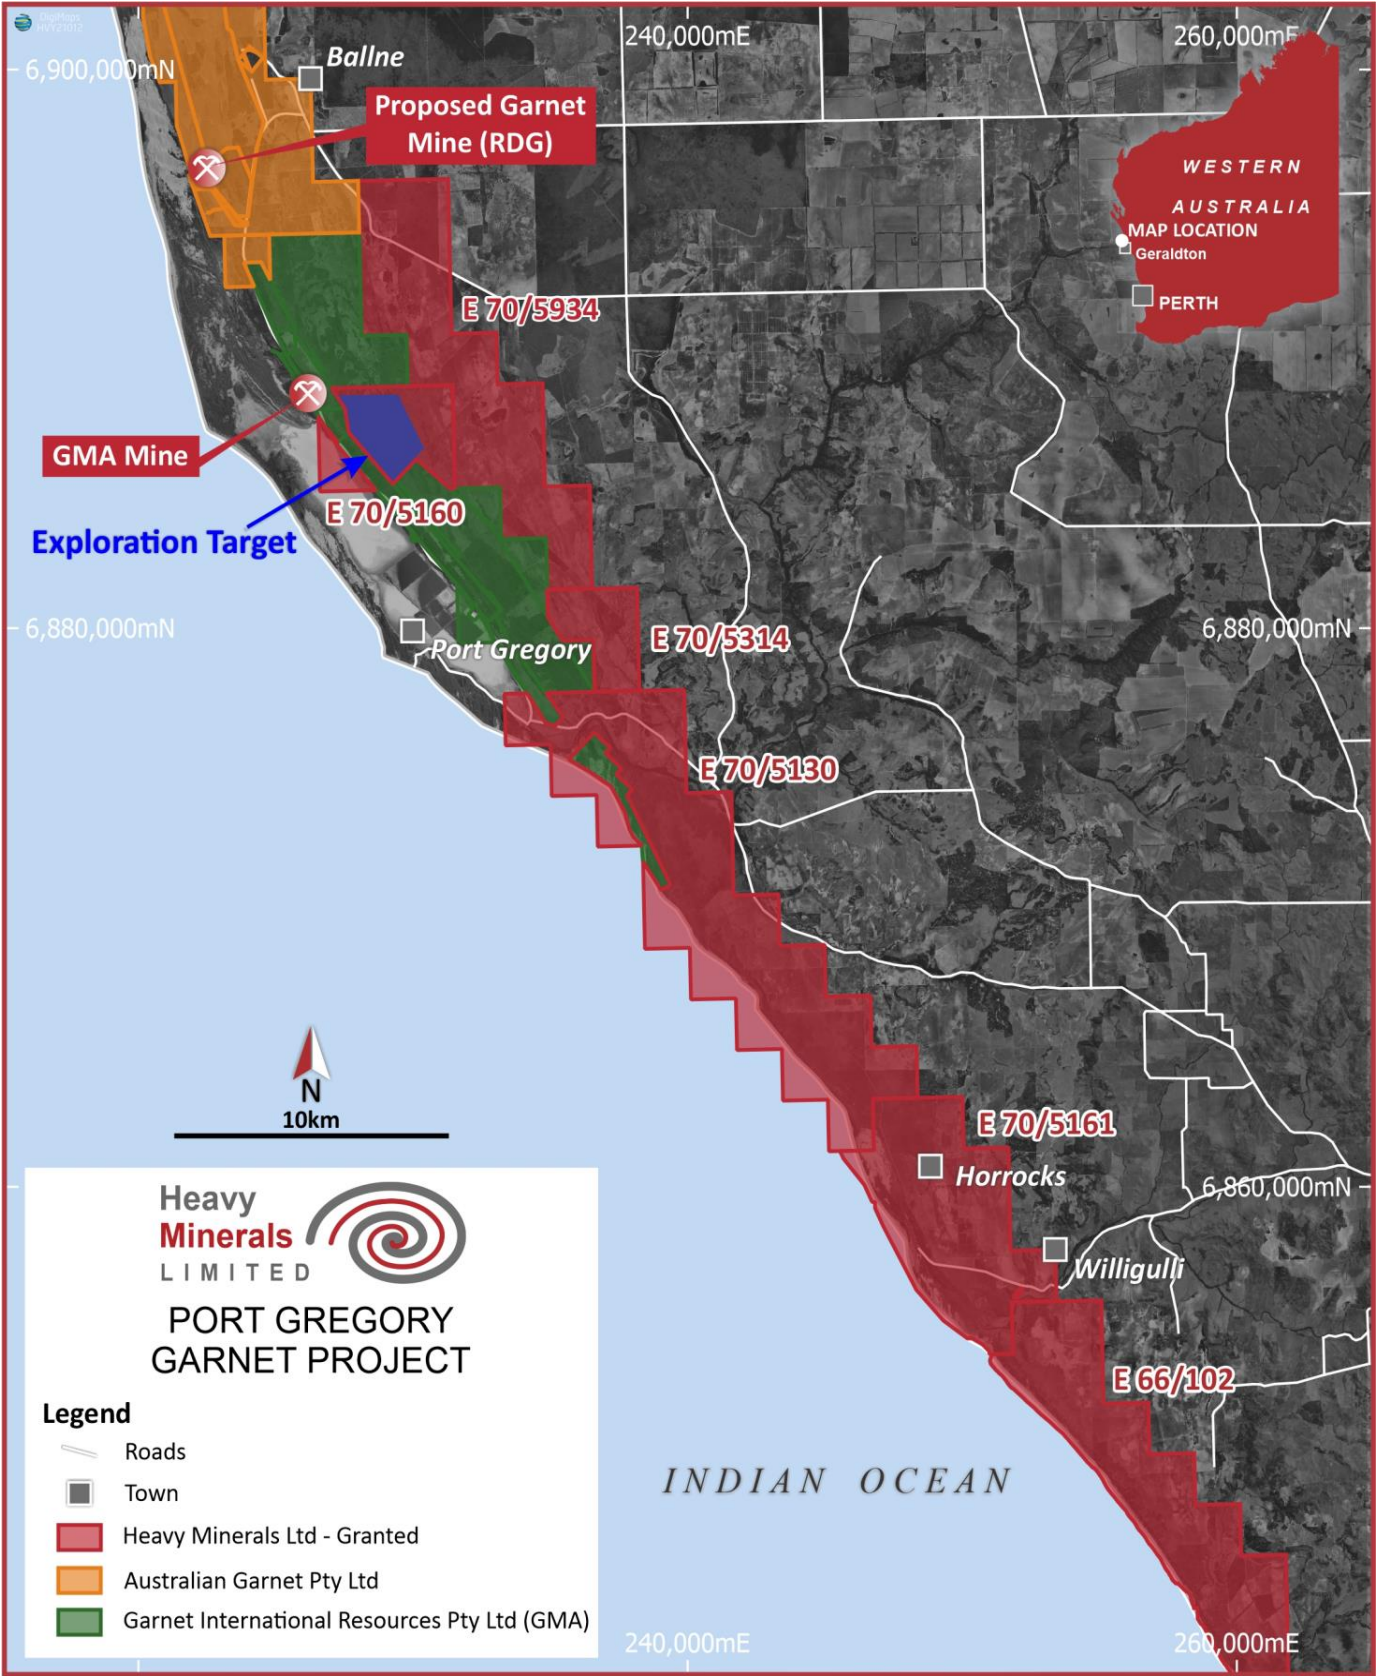 DigiMaps
HVY21012
240,000mE
260,000mE
6,900,000mN
Ballne
Proposed Garnet
Mine (RDG)
WESTERN
AUSTRALIA
MAP LOCATION
Geraldton
PERTH
E 70/5934
GMA Mine
E 70/5160
Exploration Target
6,880,000mN
6,880,000mN
E 70/5314
Port Gregory
E 70/5130
N
10km
E 70/5161
Horrocks
6,860,000mN
Willigulli
E 66/102
Heavy
Minerals
LIMITED
PORT GREGORY
GARNET PROJECT
Legend
Roads
Town
Heavy Minerals Ltd - Granted
Australian Garnet Pty Ltd
Garnet International Resources Pty Ltd (GMA)
INDIAN OCEAN
240,000mE
260,000mE